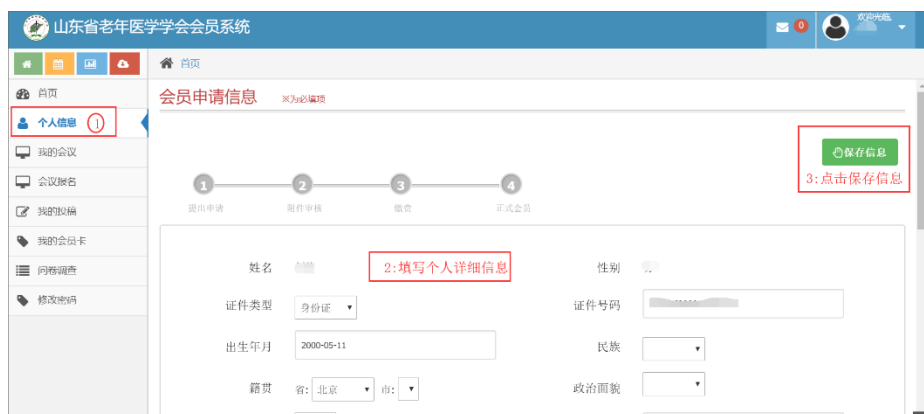 山东省老年医学学会会员系统
0
欢迎光临,
首页
首页
会员申请信息 ※为必填项
个人信息 1
我的会议
会议报名
我的投稿
我的会员卡
问卷调查
修改密码
保存信息
3:点击保存信息
1 2 3 4
提出申请 附件审核 缴费 正式会员
姓名 2:填写个人详细信息 性别
证件类型 身份证 证件号码
出生年月 2000-05-11 民族
籍贯 省: 北京 市: 政治面貌